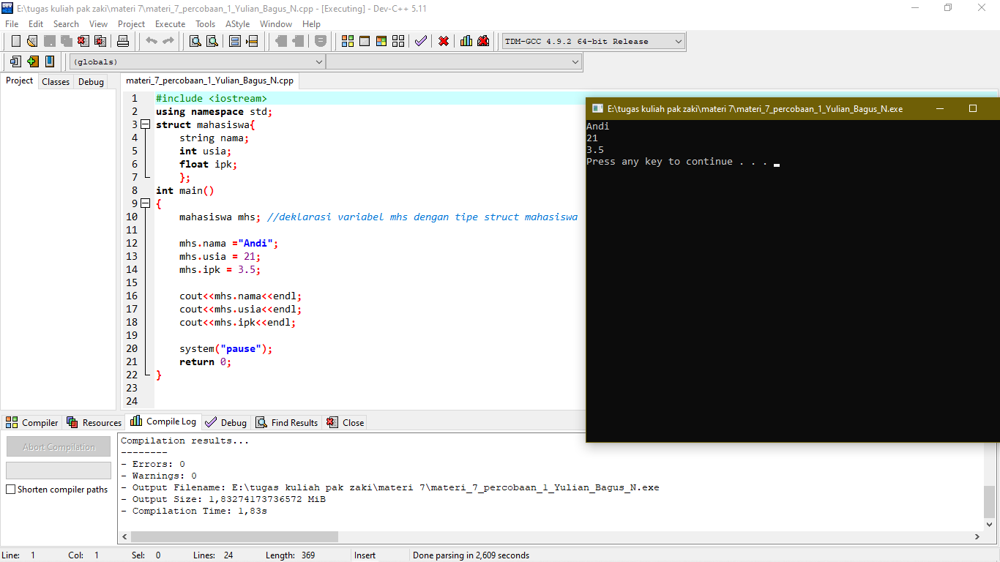 E:\tugas kuliah pak zaki\materi 7\materi_7_percobaan_1_Yulian_Bagus_N.cpp - [Executing] - Dev-C++ 5.11
File Edit Search View Project Execute Tools AStyle Window Help
TDM-GCC 4.9.2 64-bit Release
(globals)
Project Classes Debug
materi_7_percobaan_1_Yulian_Bagus_N.cpp
1 #include <iostream>
2 using namespace std;
3 struct mahasiswa{
4 string nama;
5 int usia;
6 float ipk;
7 };
8 int main()
9 {
10 mahasiswa mhs; //deklarasi variabel mhs dengan tipe struct mahasiswa
11
12 mhs.nama ="Andi";
13 mhs.usia = 21;
14 mhs.ipk = 3.5;
15
16 cout<<mhs.nama<<endl;
17 cout<<mhs.usia<<endl;
18 cout<<mhs.ipk<<endl;
19
20 system("pause");
21 return 0;
22 }
23
24
E:\tugas kuliah pak zaki\materi 7\materi_7_percobaan_1_Yulian_Bagus_N.exe
Andi
21
3.5
Press any key to continue . . .
Compiler Resources Compile Log Debug Find Results Close
Abort Compilation
Shorten compiler paths
Compilation results...
--------
- Errors: 0
- Warnings: 0
- Output Filename: E:\tugas kuliah pak zaki\materi 7\materi_7_percobaan_1_Yulian_Bagus_N.exe
- Output Size: 1,83274173736572 MiB
- Compilation Time: 1,83s
Line: 1 Col: 1 Sel: 0 Lines: 24 Length: 369 Insert Done parsing in 2,609 seconds